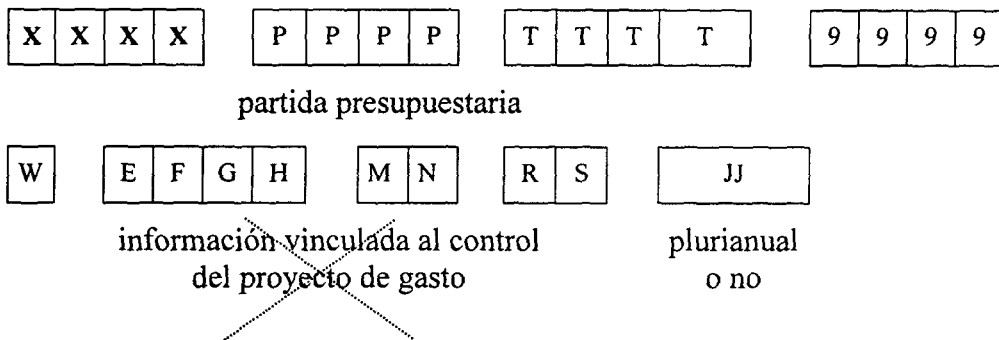 X X X X P P P P T T T T 9 9 9 9
partida presupuestaria
W E F G H M N R S JJ
información vinculada al control
del proyecto de gasto
plurianual
o no